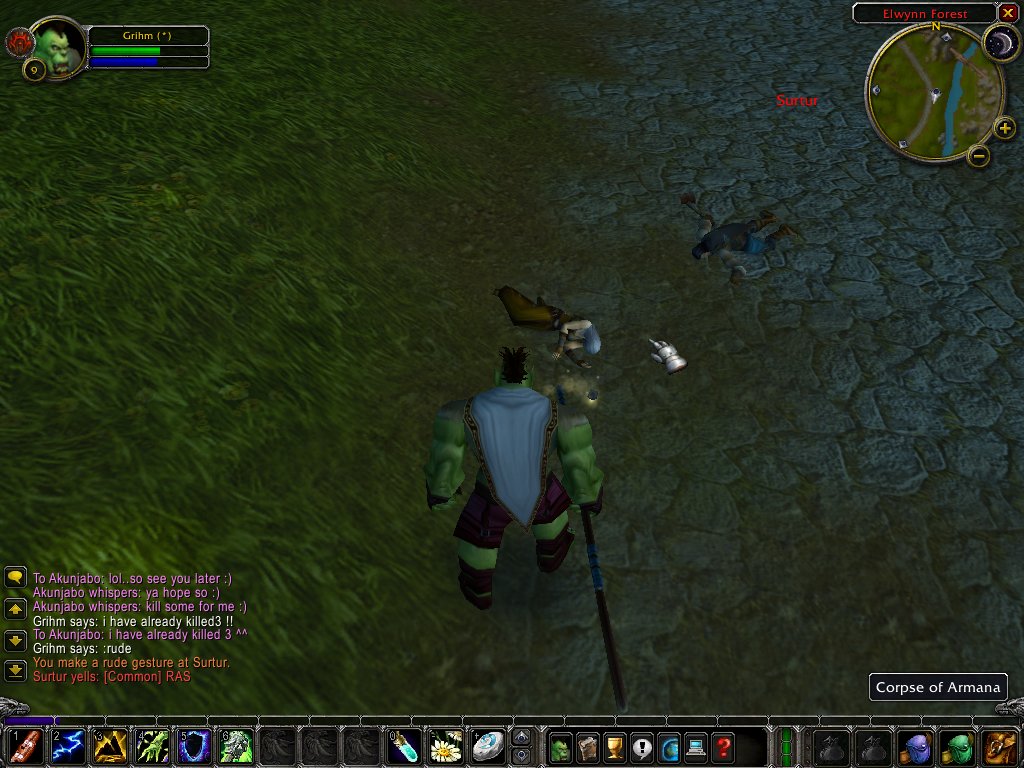 Grihm (*)
9
Elwynn Forest
N
Surtur
To Akunjabo: lol..so see you later :)
Akunjabo whispers: ya hope so :)
Akunjabo whispers: kill some for me :)
Grihm says: i have already killed3 !!
To Akunjabo: i have already killed 3 ^^
Grihm says: :rude
You make a rude gesture at Surtur.
Surtur yells: [Common] RAS
Corpse of Armana
1 2 3 4 5 6